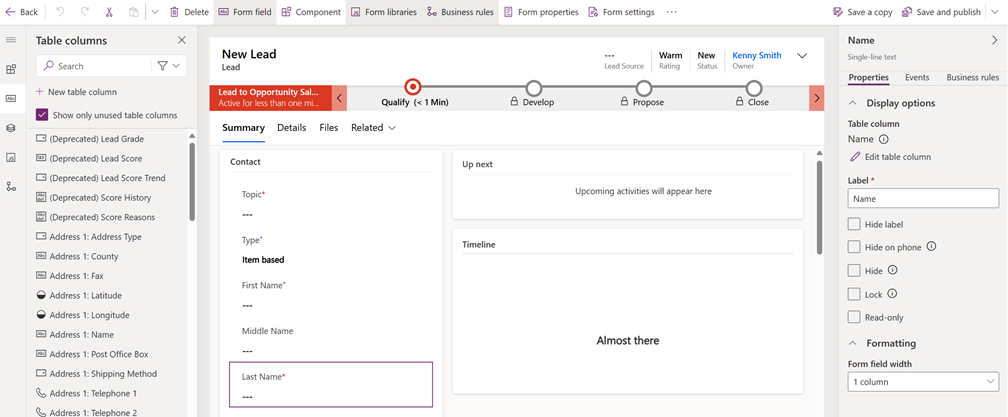 Back Delete Form field Component Form libraries Business rules Form properties Form settings ... Save a copy Save and publish
Table columns
Search
New table column
Show only unused table columns
(Deprecated) Lead Grade
(Deprecated) Lead Score
(Deprecated) Lead Score Trend
(Deprecated) Score History
(Deprecated) Score Reasons
Address 1: Address Type
Address 1: County
Address 1: Fax
Address 1: Latitude
Address 1: Longitude
Address 1: Name
Address 1: Post Office Box
Address 1: Shipping Method
Address 1: Telephone 1
Address 1: Telephone 2
New Lead
Lead
---
Lead Source
Warm
Rating
New
Status
Kenny Smith
Owner
Lead to Opportunity Sal...
Active for less than one mi...
Qualify (< 1 Min)
Develop
Propose
Close
Summary Details Files Related
Contact
Topic*
---
Type*
Item based
First Name*
---
Middle Name
---
Last Name*
---
Up next
Upcoming activities will appear here
Timeline
Almost there
Name
Single-line text
Properties Events Business rules
Display options
Table column
Name
Edit table column
Label *
Name
Hide label
Hide on phone
Hide
Lock
Read-only
Formatting
Form field width
1 column